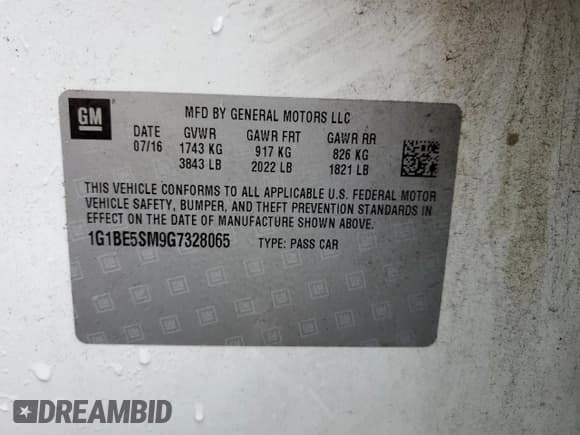 GM
MFD BY GENERAL MOTORS LLC
DATE GVWR GAWR FRT GAWR RR
07/16 1743 KG 917 KG 826 KG
3843 LB 2022 LB 1821 LB
THIS VEHICLE CONFORMS TO ALL APPLICABLE U.S. FEDERAL MOTOR
VEHICLE SAFETY, BUMPER, AND THEFT PREVENTION STANDARDS IN
EFFECT ON THE DATE OF MANUFACTURE SHOWN ABOVE.
1G1BE5SM9G7328065 TYPE: PASS CAR
DREAMBID